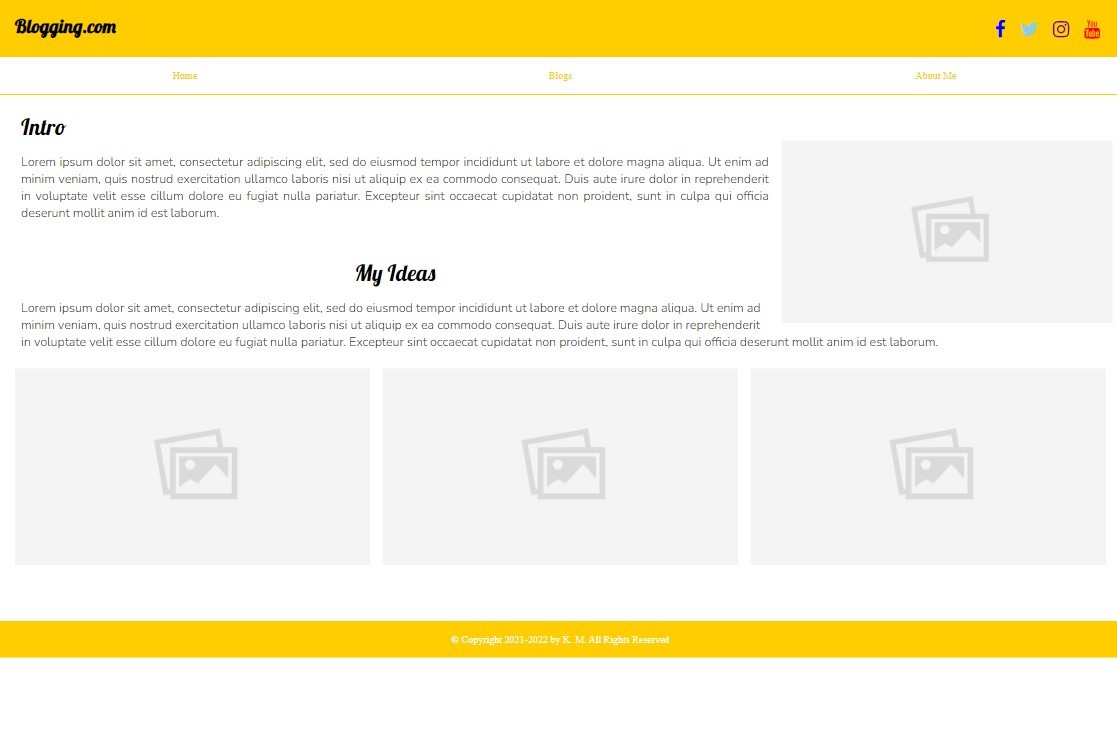 Blogging.com
You
Tube
Home
Blogs
About Me
Intro
Lorem ipsum dolor sit amet, consectetur adipiscing elit, sed do eiusmod tempor incididunt ut labore et dolore magna aliqua. Ut enim ad
minim veniam, quis nostrud exercitation ullamco laboris nisi ut aliquip ex ea commodo consequat. Duis aute irure dolor in reprehenderit
in voluptate velit esse cillum dolore eu fugiat nulla pariatur. Excepteur sint occaecat cupidatat non proident, sunt in culpa qui officia
deserunt mollit anim id est laborum.
My Ideas
Lorem ipsum dolor sit amet, consectetur adipiscing elit, sed do eiusmod tempor incididunt ut labore et dolore magna aliqua. Ut enim ad
minim veniam, quis nostrud exercitation ullamco laboris nisi ut aliquip ex ea commodo consequat. Duis aute irure dolor in reprehenderit
in voluptate velit esse cillum dolore eu fugiat nulla pariatur. Excepteur sint occaecat cupidatat non proident, sunt in culpa qui officia deserunt mollit anim id est laborum.
© Copyright 2021-2022 by K. M. All Rights Reserved